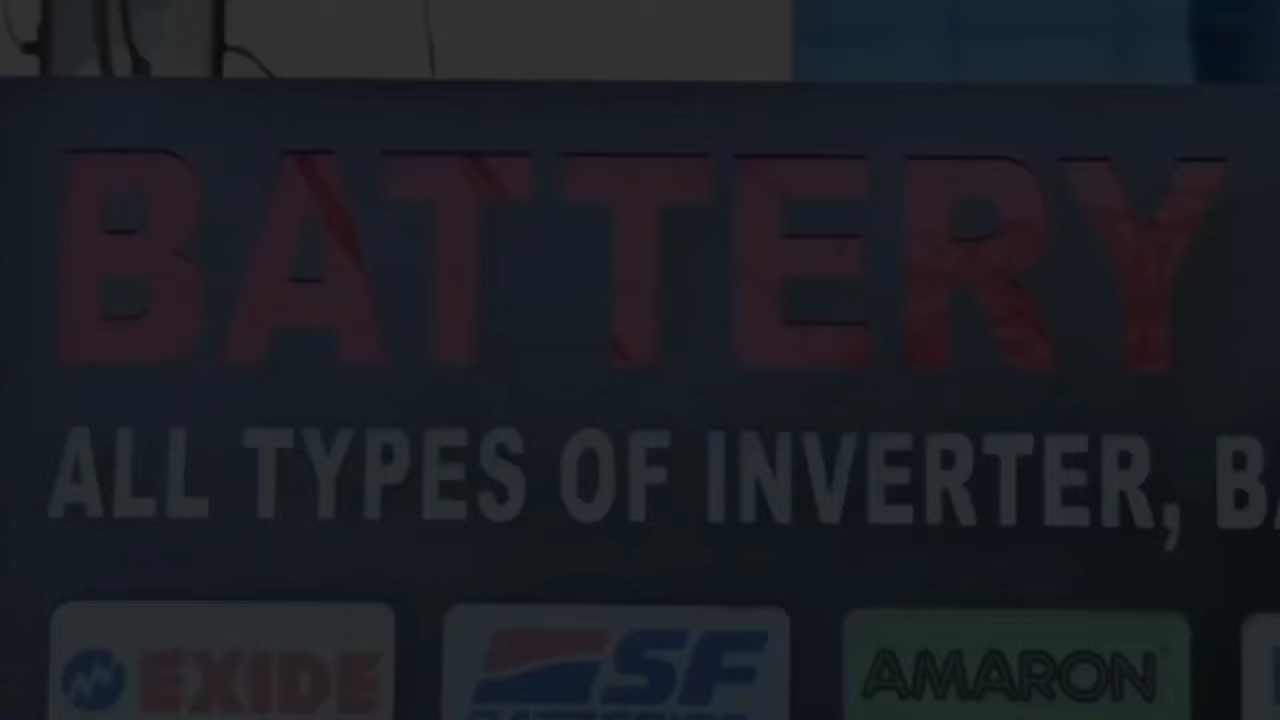 BATTERY
ALL TYPES OF INVERTER,
EXIDE
SF
AMARON